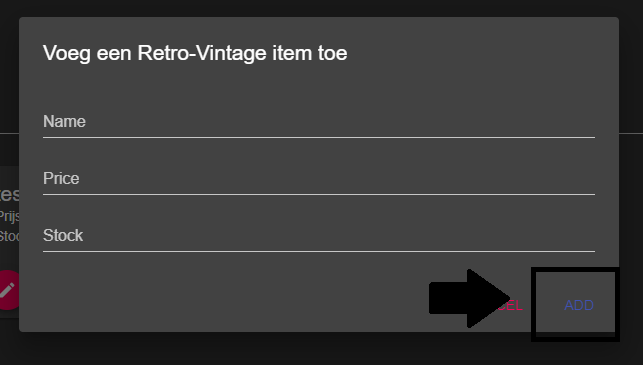 Voeg een Retro-Vintage item toe
Name
Price
Stock
ADD